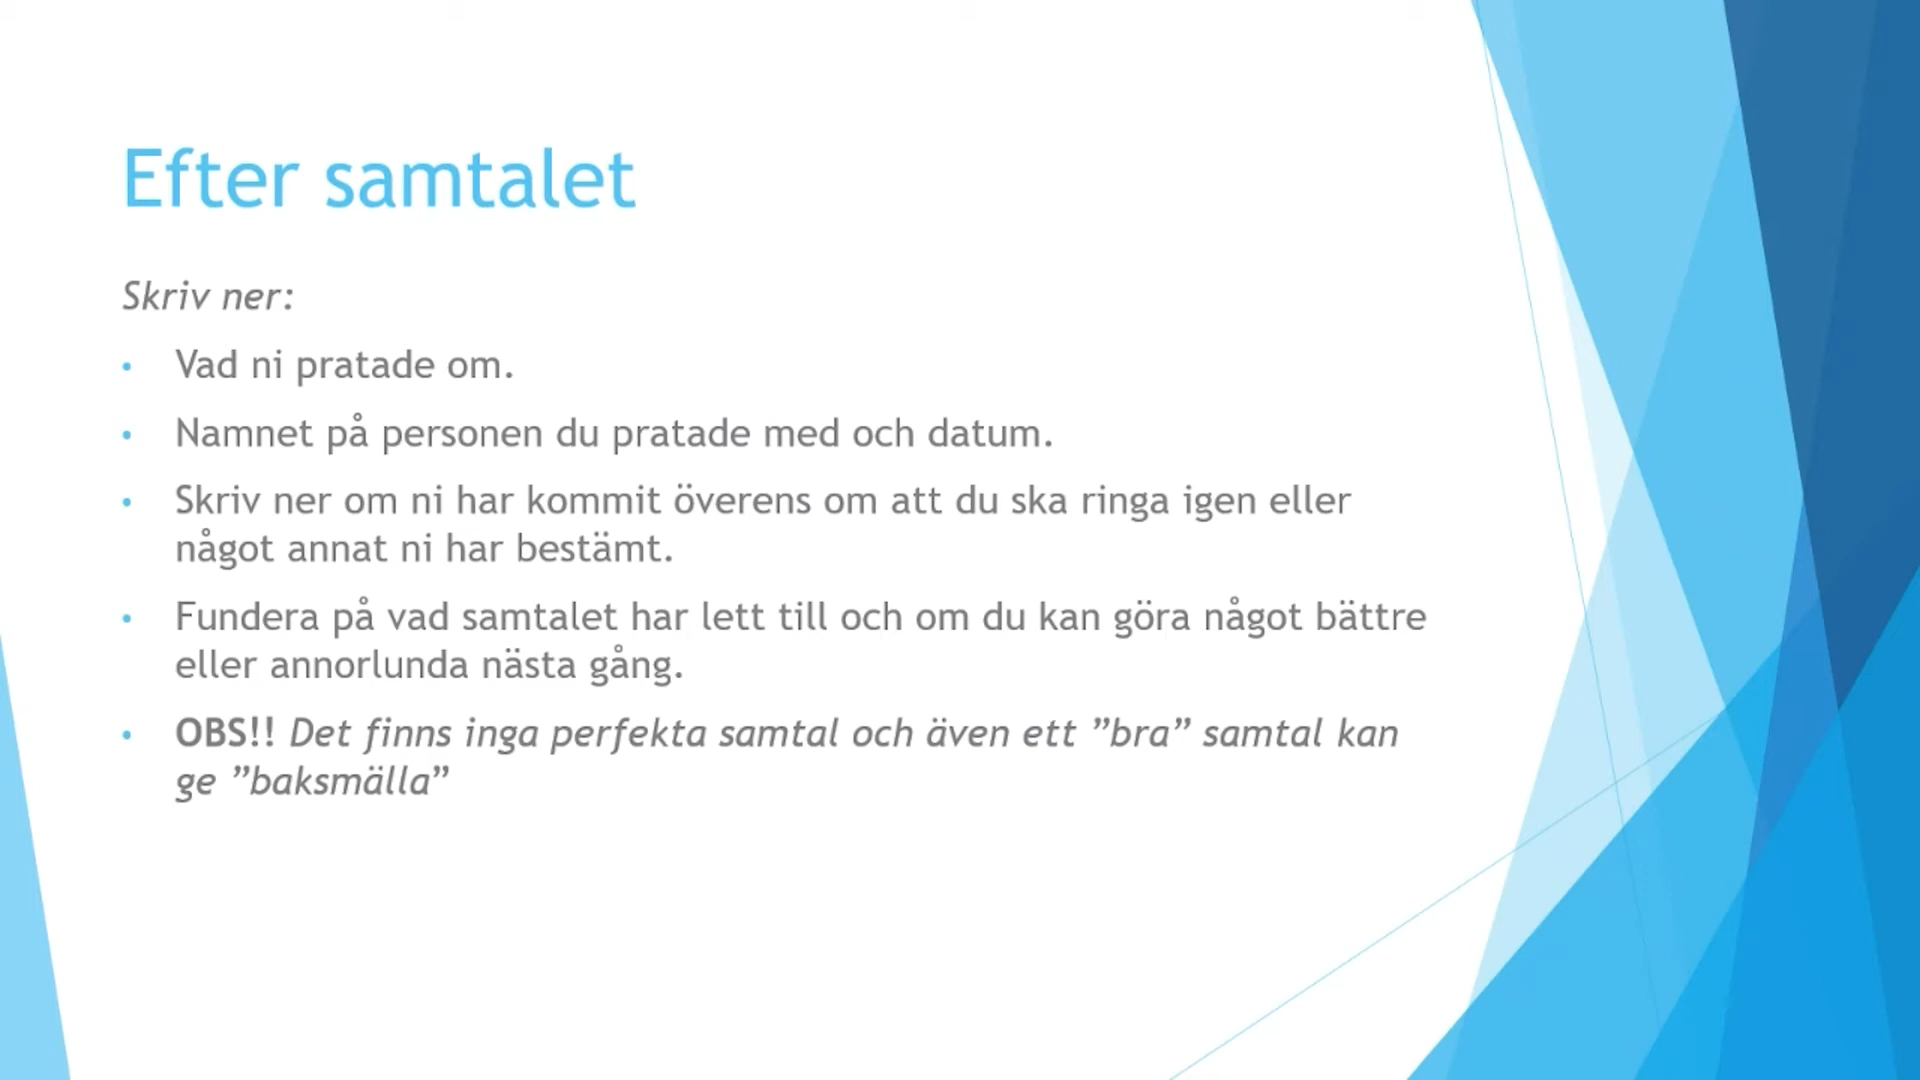 Efter samtalet
Skriv ner:
• Vad ni pratade om.
• Namnet på personen du pratade med och datum.
• Skriv ner om ni har kommit överens om att du ska ringa igen eller
något annat ni har bestämt.
• Fundera på vad samtalet har lett till och om du kan göra något bättre
eller annorlunda nästa gång.
• OBS!! Det finns inga perfekta samtal och även ett ”bra” samtal kan
ge ”baksmälla”